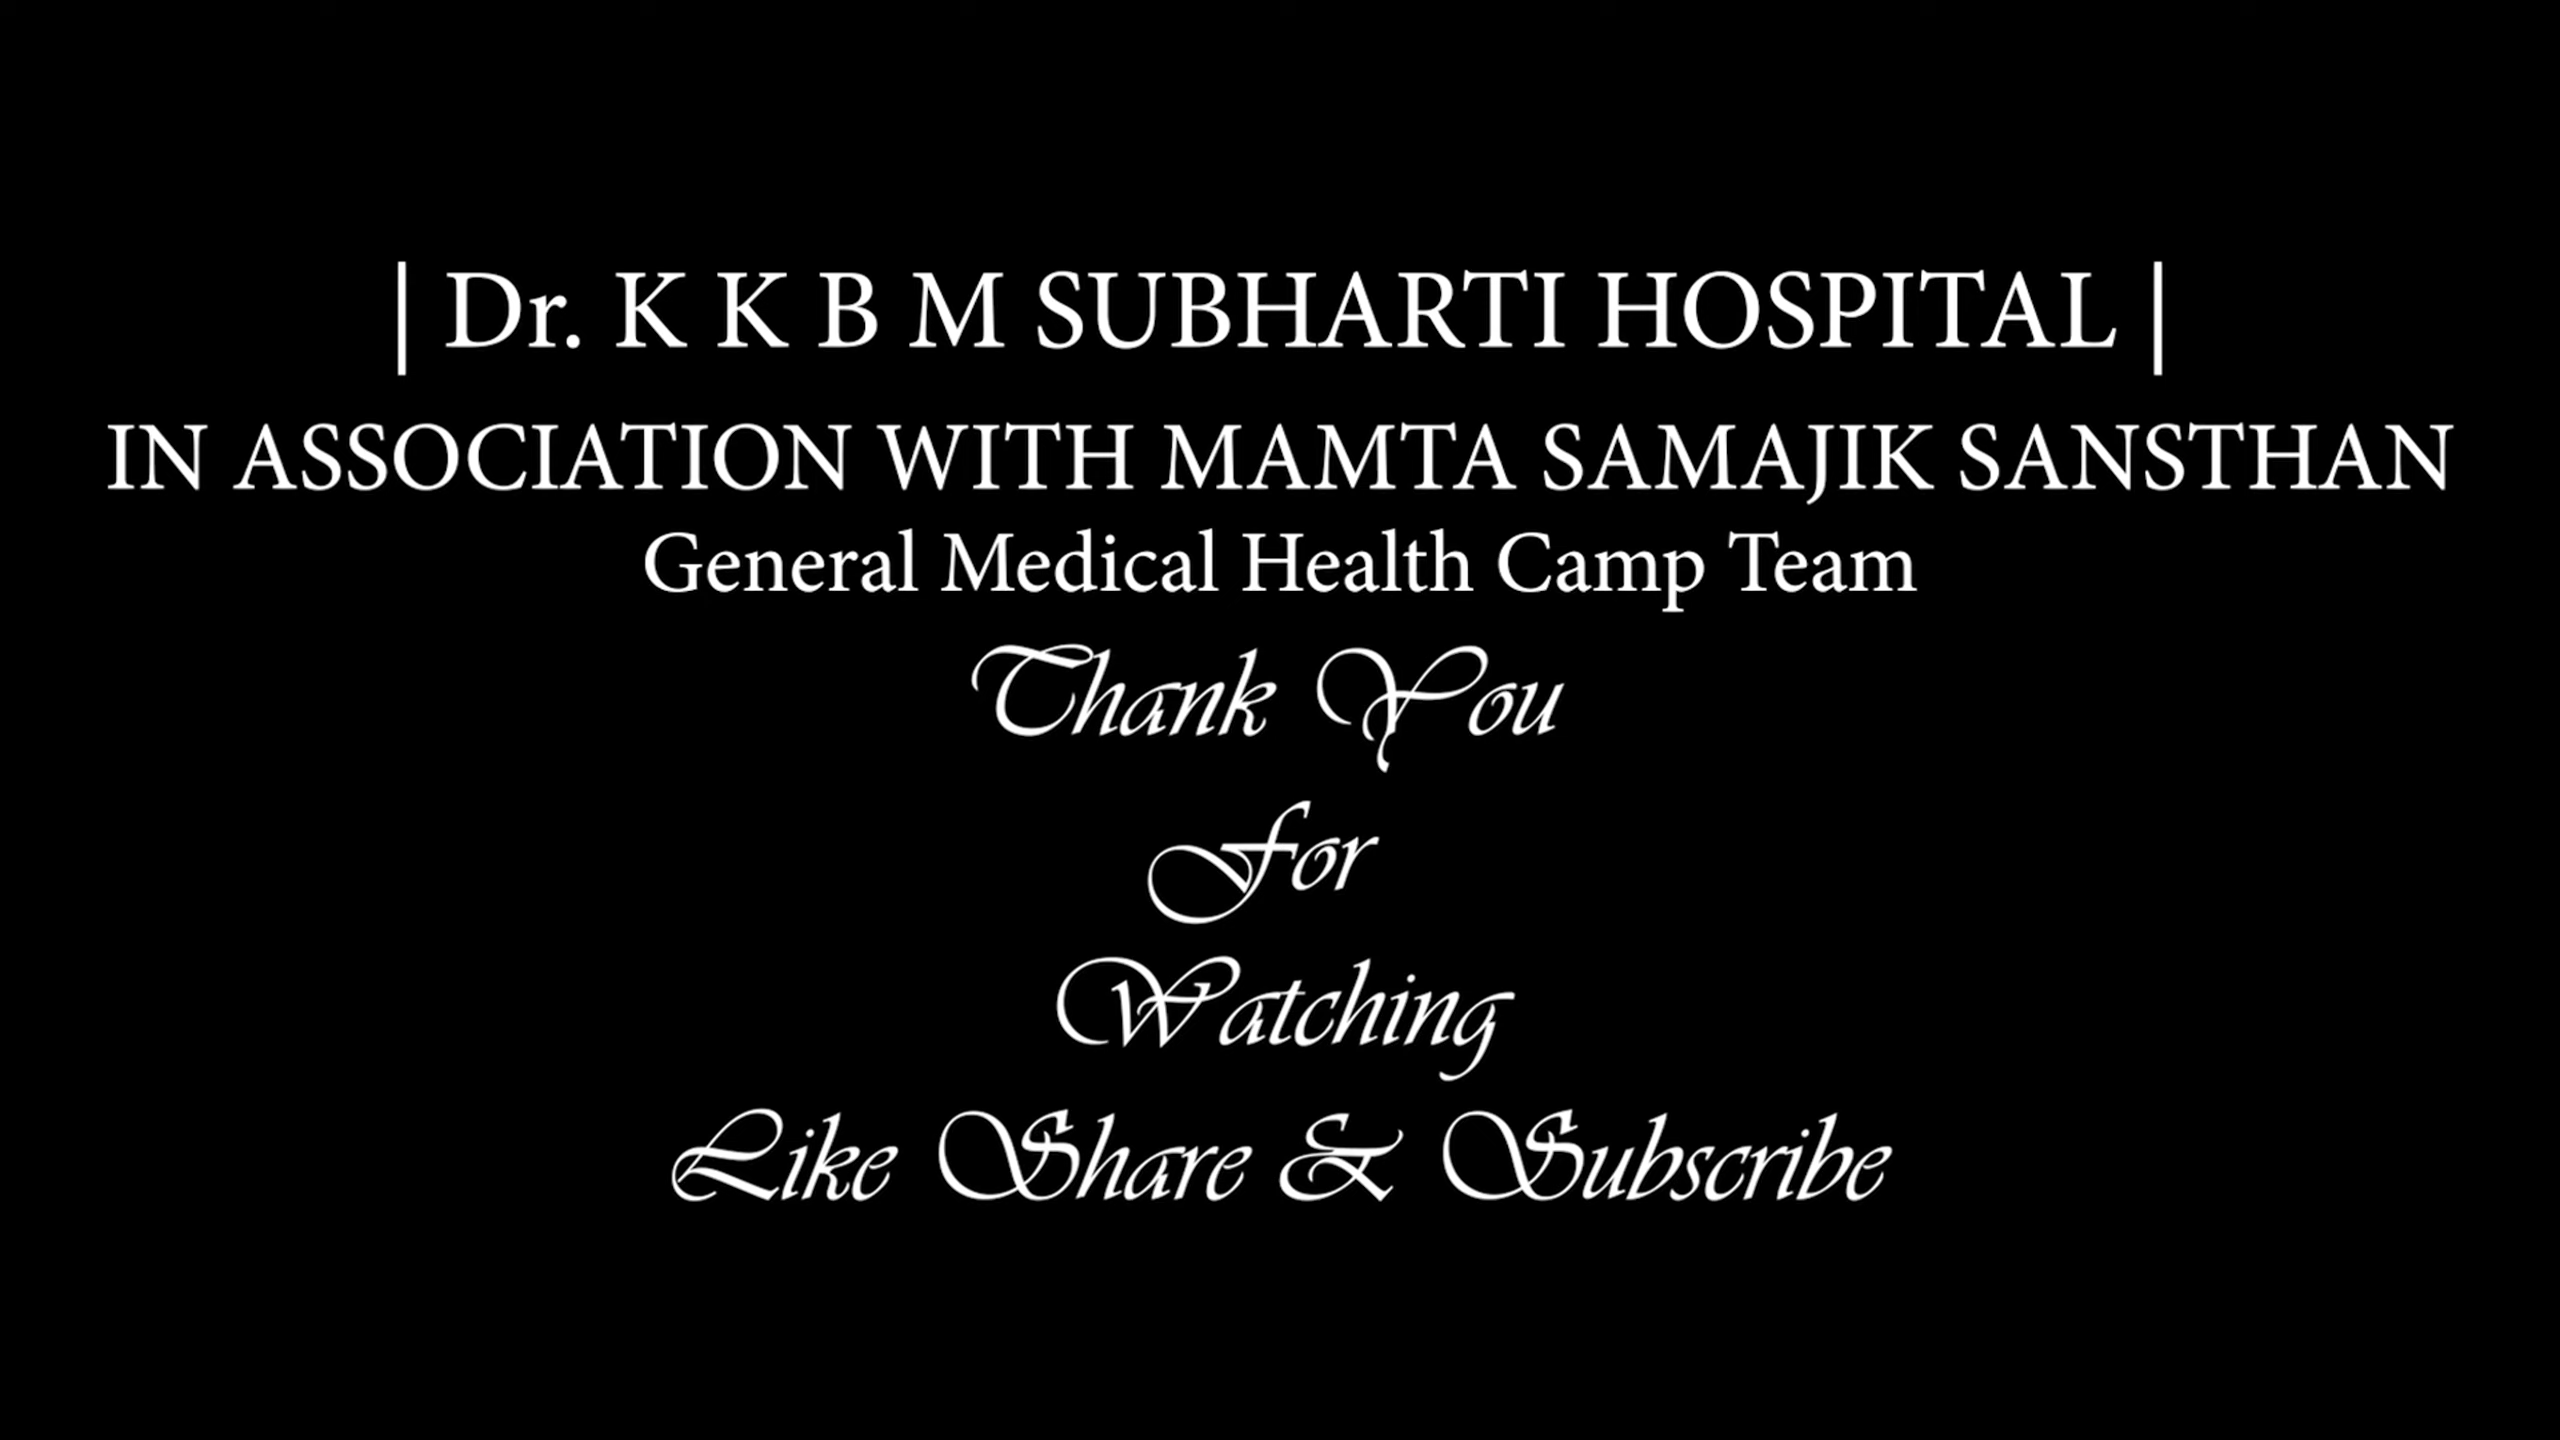 | Dr. K K B M SUBHARTI HOSPITAL |
IN ASSOCIATION WITH MAMTA SAMAJIK SANSTHAN
General Medical Health Camp Team
Thank You
For
Watching
Like Share & Subscribe